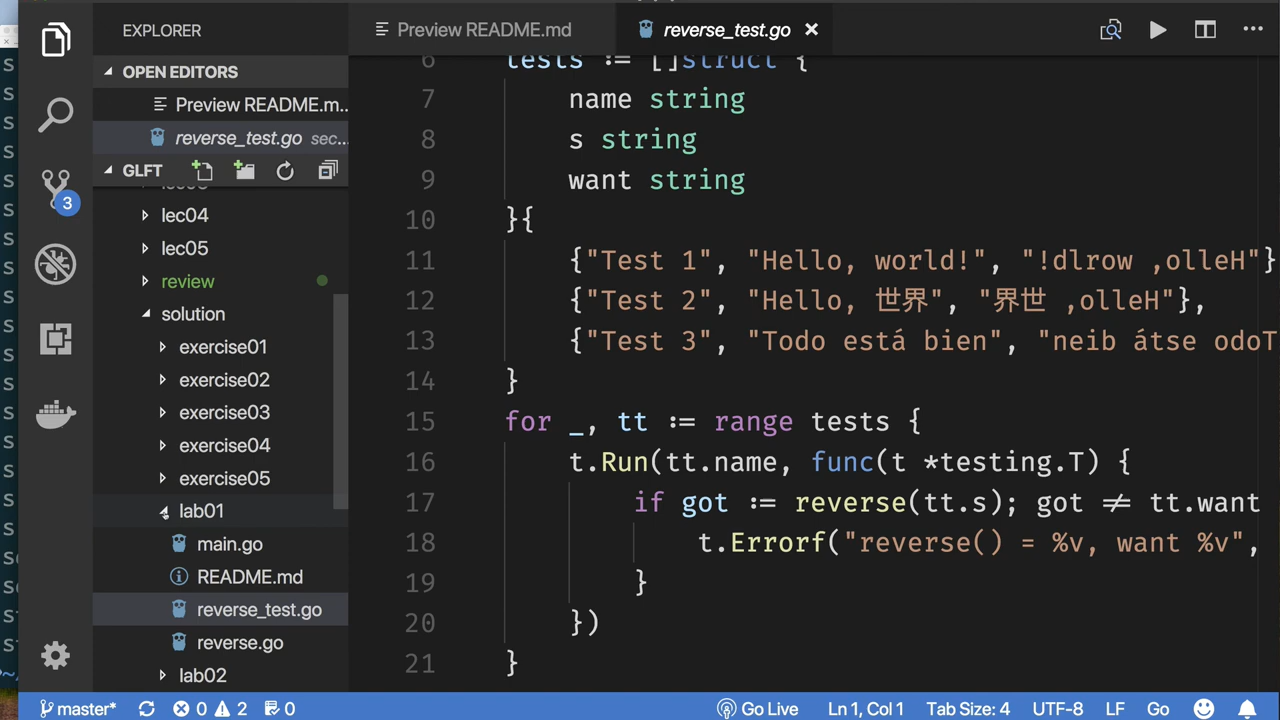 EXPLORER
Preview README.md
reverse_test.go
OPEN EDITORS
Preview README.m...
reverse_test.go sec...
GLFT
lec04
lec05
review
solution
exercise01
exercise02
exercise03
exercise04
exercise05
lab01
main.go
README.md
reverse_test.go
reverse.go
lab02
3
6 tests := []struct {
7 name string
8 s string
9 want string
10 }{
11 {"Test 1", "Hello, world!", "!dlrow ,olleH"}
12 {"Test 2", "Hello, 世界", "界世 ,olleH"},
13 {"Test 3", "Todo está bien", "neib átse odoT
14 }
15 for _, tt := range tests {
16 t.Run(tt.name, func(t *testing.T) {
17 if got := reverse(tt.s); got != tt.want
18 t.Errorf("reverse() = %v, want %v",
19 }
20 })
21 }
master* 0 2 0 Go Live Ln 1, Col 1 Tab Size: 4 UTF-8 LF Go